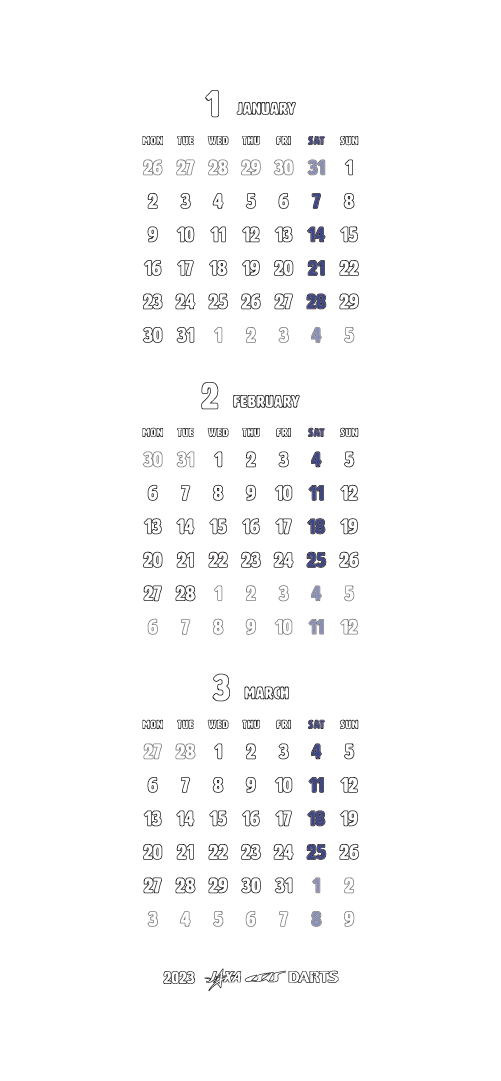 1 JANUARY
MON TUE WED THU FRI SAT SUN
26 27 28 29 30 31 1
2 3 4 5 6 7 8
9 10 11 12 13 14 15
16 17 18 19 20 21 22
23 24 25 26 27 28 29
30 31 1 2 3 4 5
2 FEBRUARY
MON TUE WED THU FRI SAT SUN
30 31 1 2 3 4 5
6 7 8 9 10 11 12
13 14 15 16 17 18 19
20 21 22 23 24 25 26
27 28 1 2 3 4 5
6 7 8 9 10 11 12
3 MARCH
MON TUE WED THU FRI SAT SUN
27 28 1 2 3 4 5
6 7 8 9 10 11 12
13 14 15 16 17 18 19
20 21 22 23 24 25 26
27 28 29 30 31 1 2
3 4 5 6 7 8 9
2023 JAXA DARTS